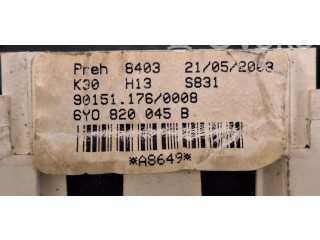 Preh 8403 21/05/2003
K30 H13 S831
90151.176/0008
6Y0 820 045 B
*A8649*